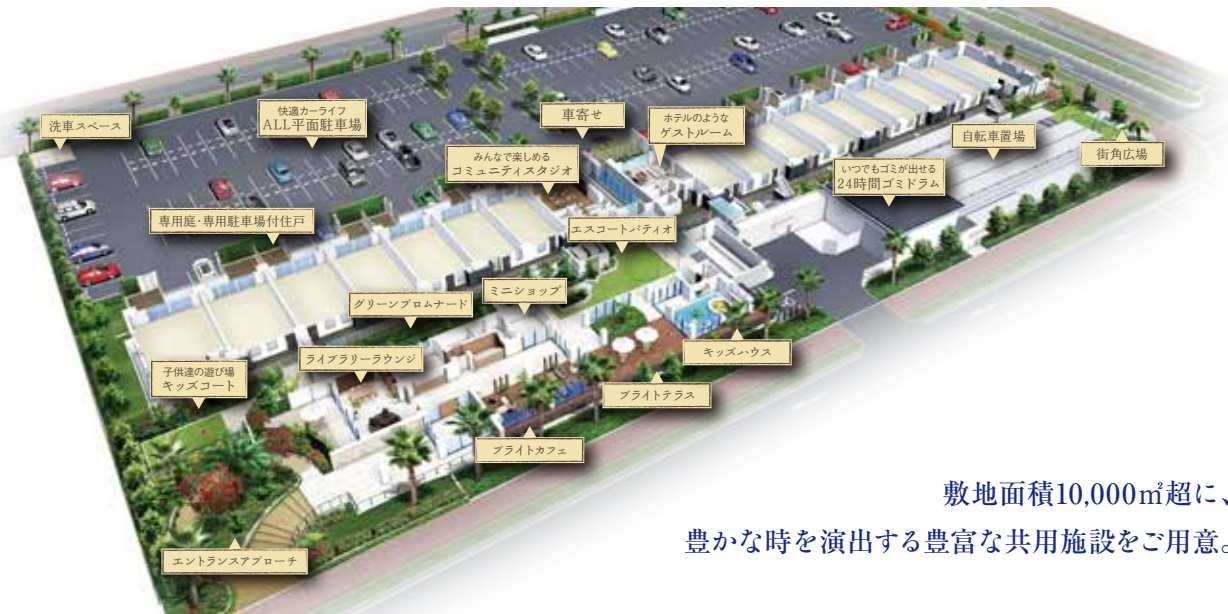 洗車スペース
快適カーライフ
ALL平面駐車場
車寄せ
ホテルのような
ゲストルーム
自転車置場
街角広場
みんなで楽しめる
コミュニティスタジオ
いつでもゴミが出せる
24時間ゴミドラム
専用庭・専用駐車場付住戸
エスコートパティオ
グリーンプロムナード
ミニショップ
ライブラリーラウンジ
キッズハウス
子供達の遊び場
キッズコート
ブライトテラス
ブライトカフェ
エントランスアプローチ
敷地面積10,000㎡超に、
豊かな時を演出する豊富な共用施設をご用意。